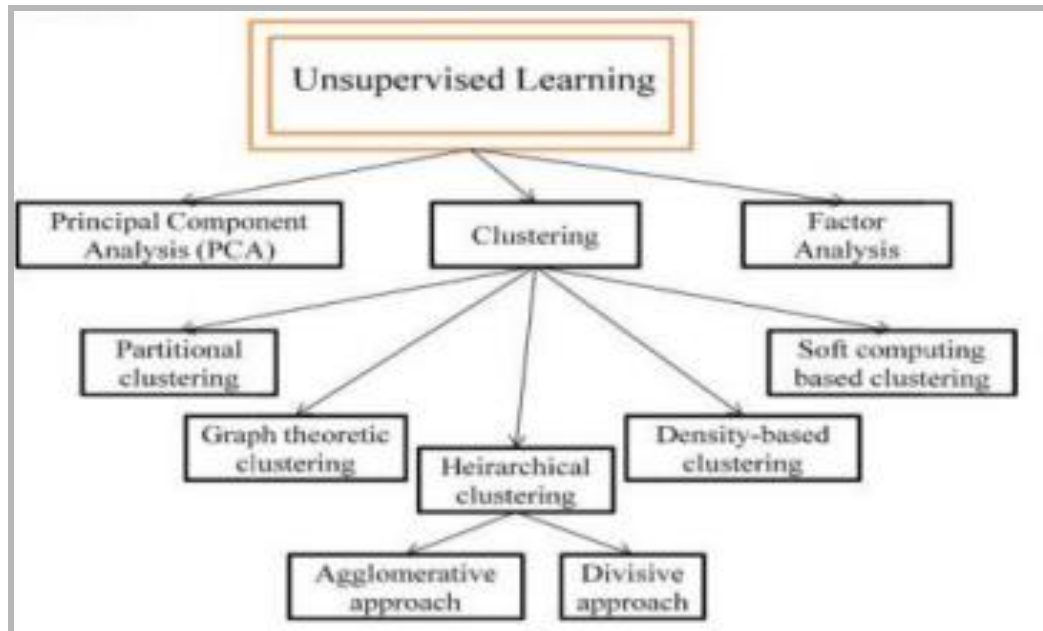 Unsupervised Learning
Principal Component
Analysis (PCA)
Clustering
Factor
Analysis
Partitional
clustering
Soft computing
based clustering
Graph theoretic
clustering
Heirarchical
clustering
Density-based
clustering
Agglomerative
approach
Divisive
approach